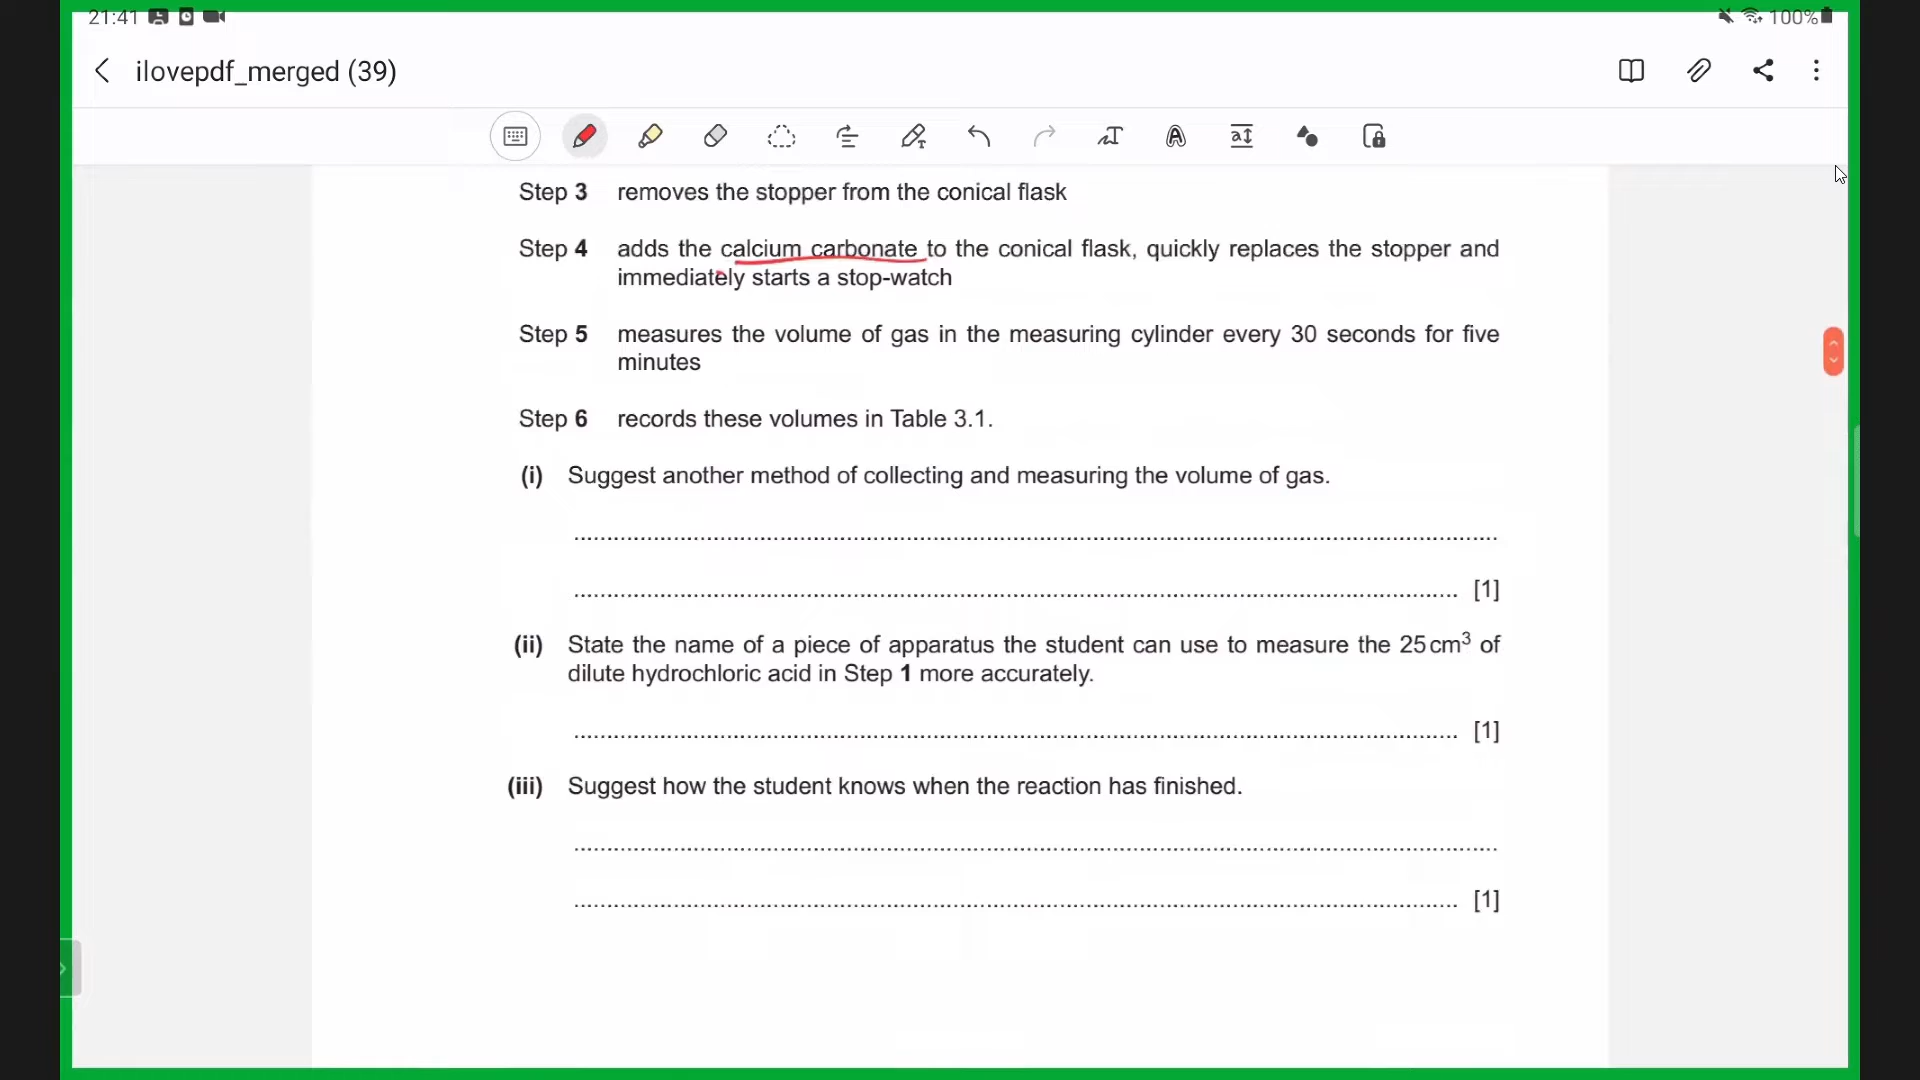 21:41
100%
ilovepdf_merged (39)
Step 3 removes the stopper from the conical flask
Step 4 adds the calcium carbonate to the conical flask, quickly replaces the stopper and
immediately starts a stop-watch
Step 5 measures the volume of gas in the measuring cylinder every 30 seconds for five
minutes
Step 6 records these volumes in Table 3.1.
(i) Suggest another method of collecting and measuring the volume of gas.
[1]
(ii) State the name of a piece of apparatus the student can use to measure the 25 cm³ of
dilute hydrochloric acid in Step 1 more accurately.
[1]
(iii) Suggest how the student knows when the reaction has finished.
[1]